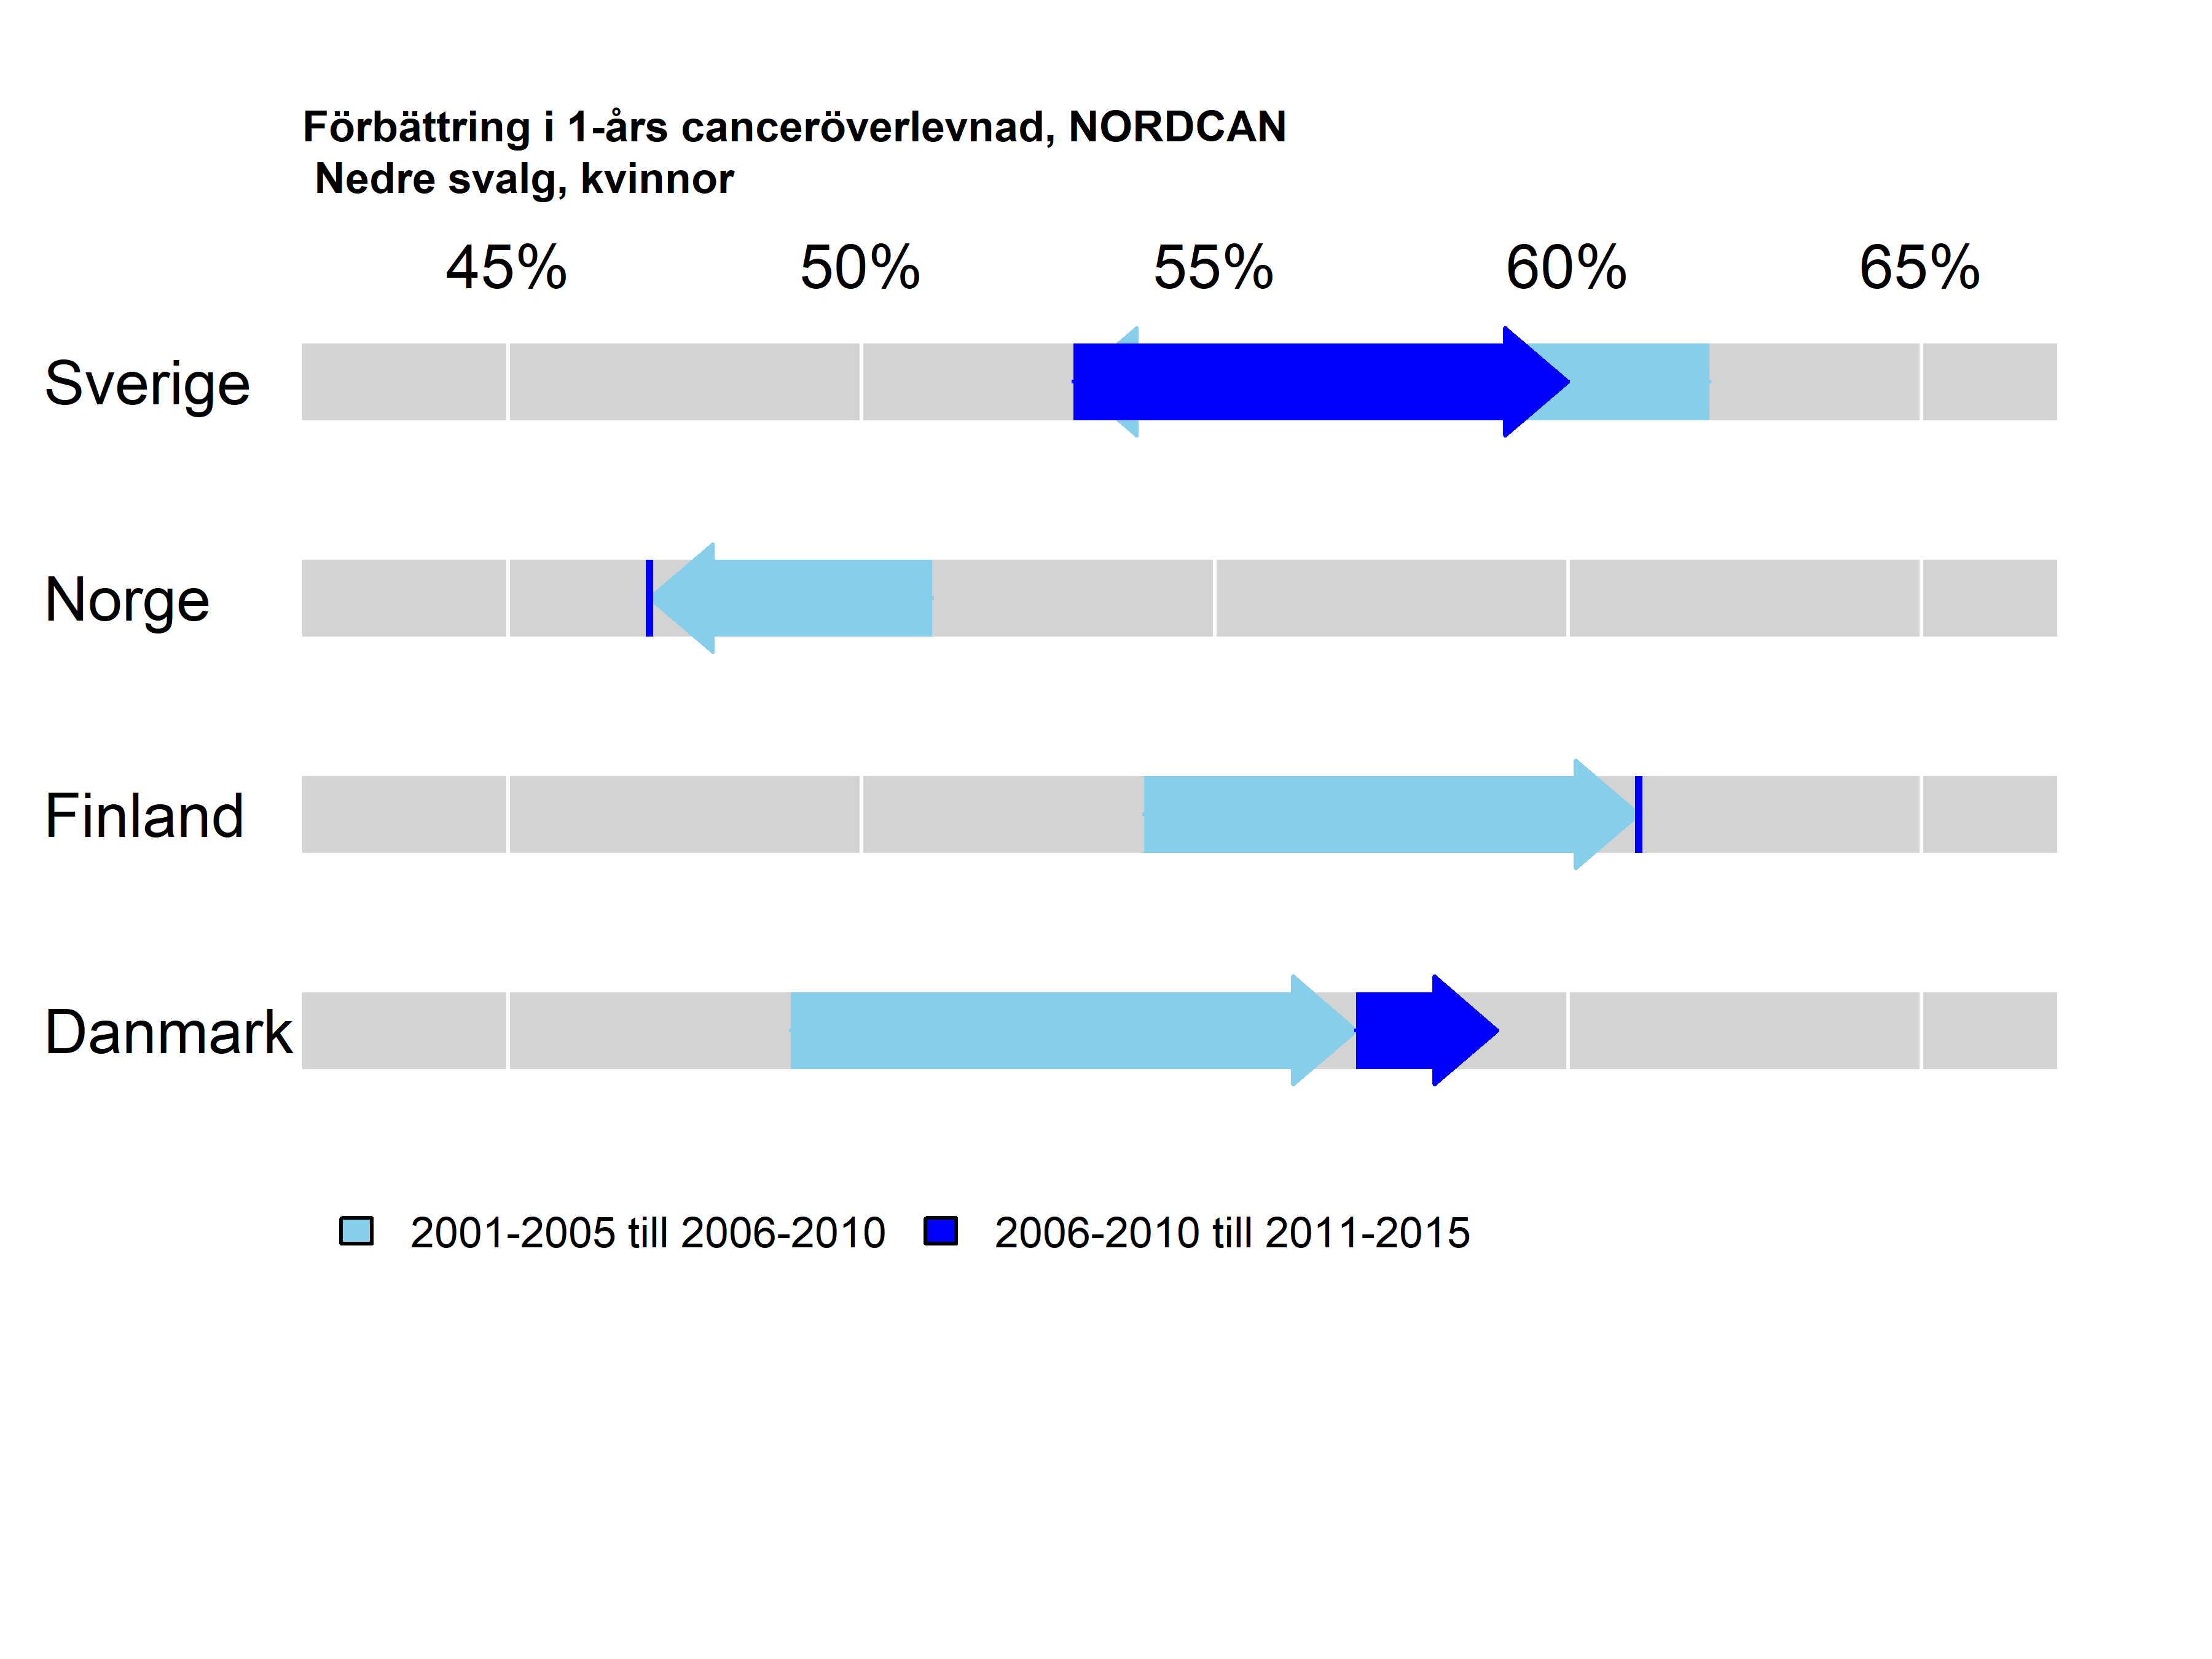 Förbättring i 1-års canceröverlevnad, NORDCAN
Nedre svalg, kvinnor
45% 50% 55% 60% 65%
Sverige
Norge
Finland
Danmark
2001-2005 till 2006-2010 2006-2010 till 2011-2015